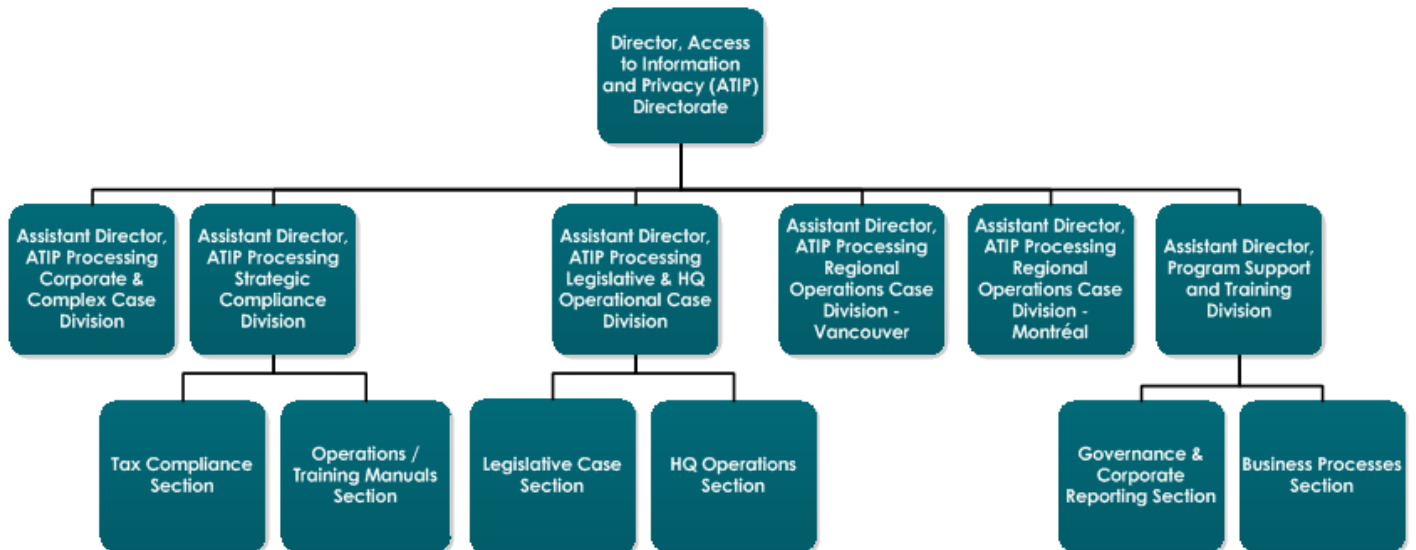 Director, Access
to Information
and Privacy (ATIP)
Directorate
Assistant Director,
ATIP Processing
Corporate &
Complex Case
Division
Assistant Director,
ATIP Processing
Strategic
Compliance
Division
Assistant Director,
ATIP Processing
Legislative & HQ
Operational Case
Division
Assistant Director,
ATIP Processing
Regional
Operations Case
Division -
Vancouver
Assistant Director,
ATIP Processing
Regional
Operations Case
Division -
Montréal
Assistant Director,
Program Support
and Training
Division
Tax Compliance
Section
Operations /
Training Manuals
Section
Legislative Case
Section
HQ Operations
Section
Governance &
Corporate
Reporting Section
Business Processes
Section